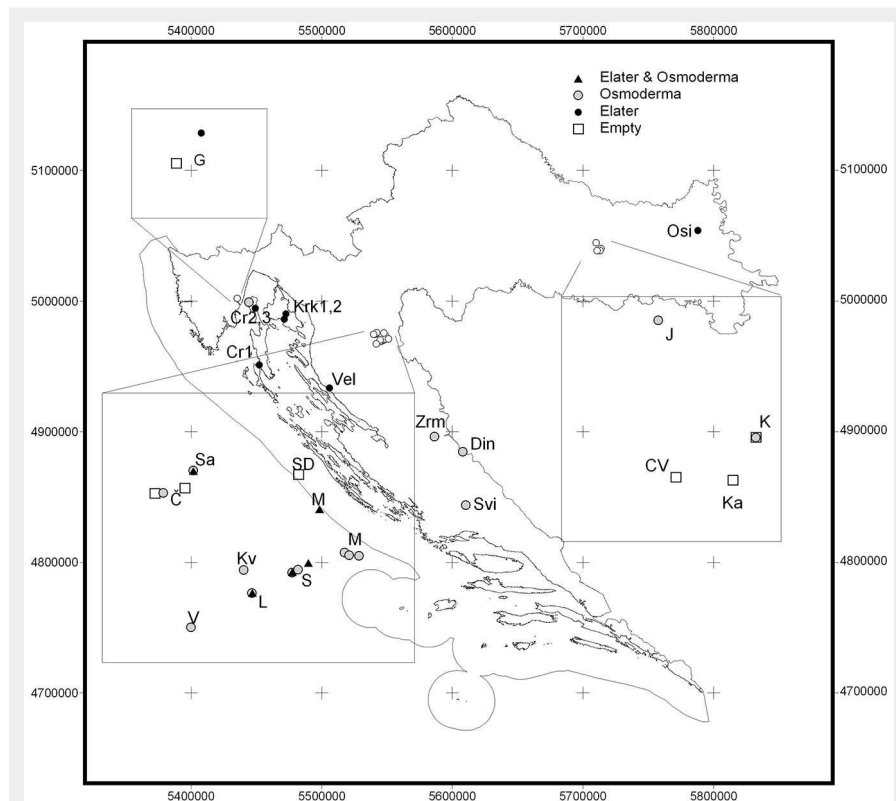 5400000 5500000 5600000 5700000 5800000
Elater & Osmoderma
Osmoderma
Elater
Empty
G
5100000 5100000
Osi
5000000 5000000
Krk1,2
Cr2,3
J
Cr1
Vel
Zrm
4900000 4900000
Din
K
Sa
SD
CV
Č
M
Svi
Ka
M
4800000 4800000
Kv
S
L
V
4700000 4700000
5400000 5500000 5600000 5700000 5800000